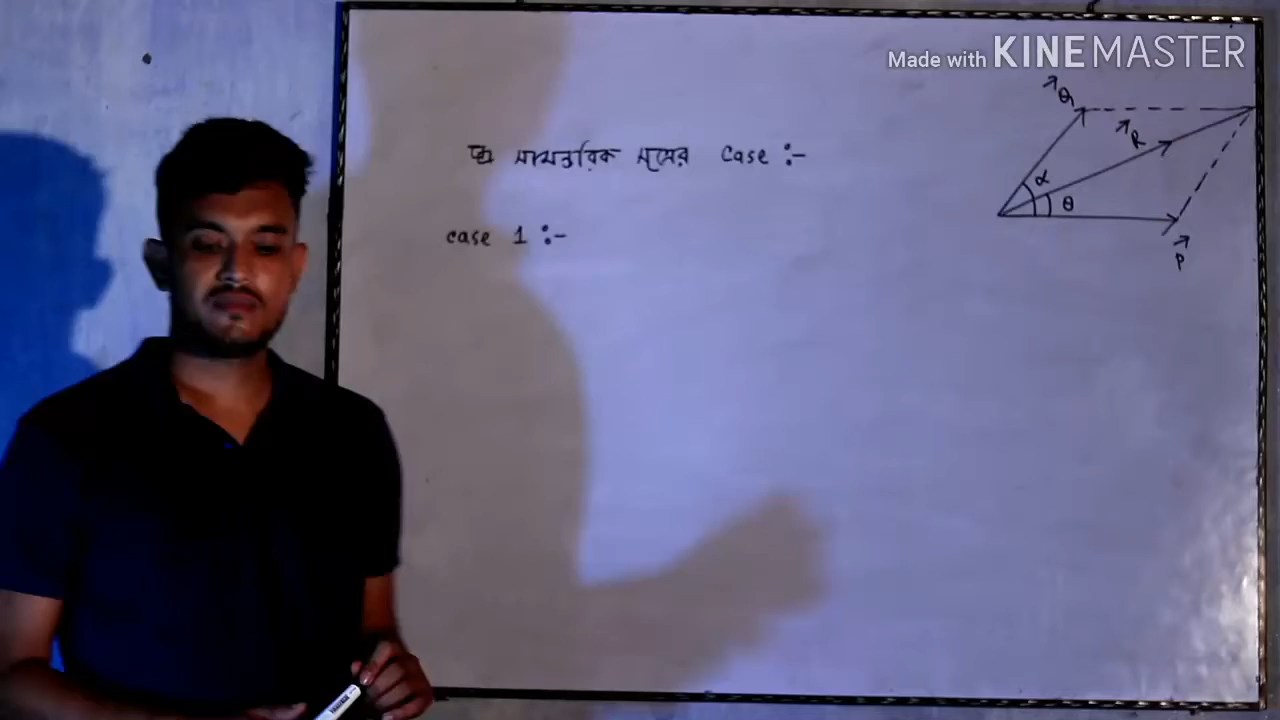 Made with KINEMASTER
সামান্তরিক সূত্রের Case :-
case 1 :-
Q
R
α
θ
P